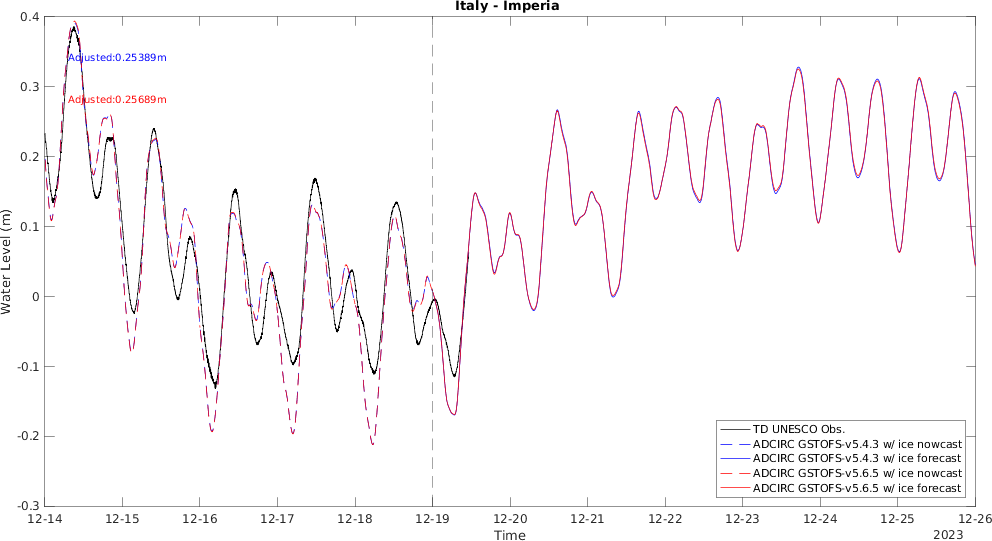 Italy - Imperia
Adjusted:0.25389m
Adjusted:0.25689m
Water Level (m)
0.4
0.3
0.2
0.1
0
-0.1
-0.2
-0.3
TD UNESCO Obs.
ADCIRC GSTOFS-v5.4.3 w/ ice nowcast
ADCIRC GSTOFS-v5.4.3 w/ ice forecast
ADCIRC GSTOFS-v5.6.5 w/ ice nowcast
ADCIRC GSTOFS-v5.6.5 w/ ice forecast
12-14 12-15 12-16 12-17 12-18 12-19 12-20 12-21 12-22 12-23 12-24 12-25 12-26
Time
2023